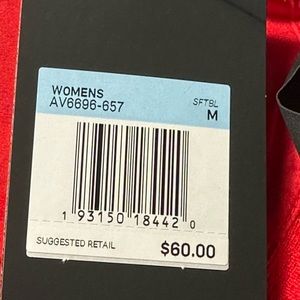 WOMENS
AV6696-657
SFTBL
M
1 93150 18442 0
SUGGESTED RETAIL
$60.00